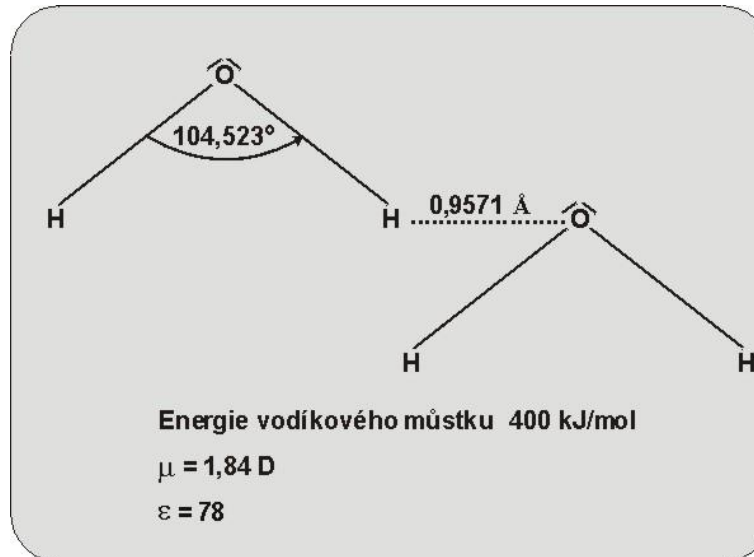 O
104,523°
H
H
0,9571 Å
O
H
H
Energie vodíkového můstku 400 kJ/mol
μ = 1,84 D
ε = 78